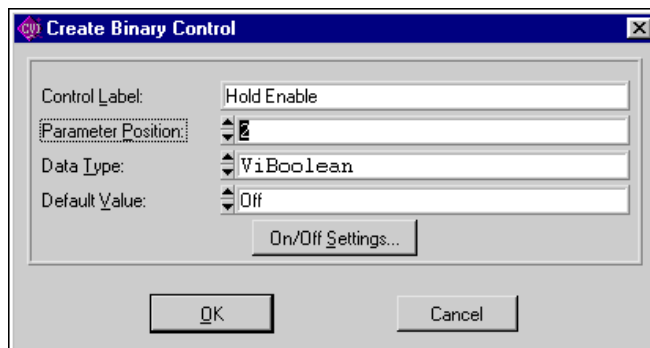 CVI Create Binary Control
Control Label: Hold Enable
Parameter Position: 2
Data Type: ViBoolean
Default Value: Off
On/Off Settings...
OK Cancel